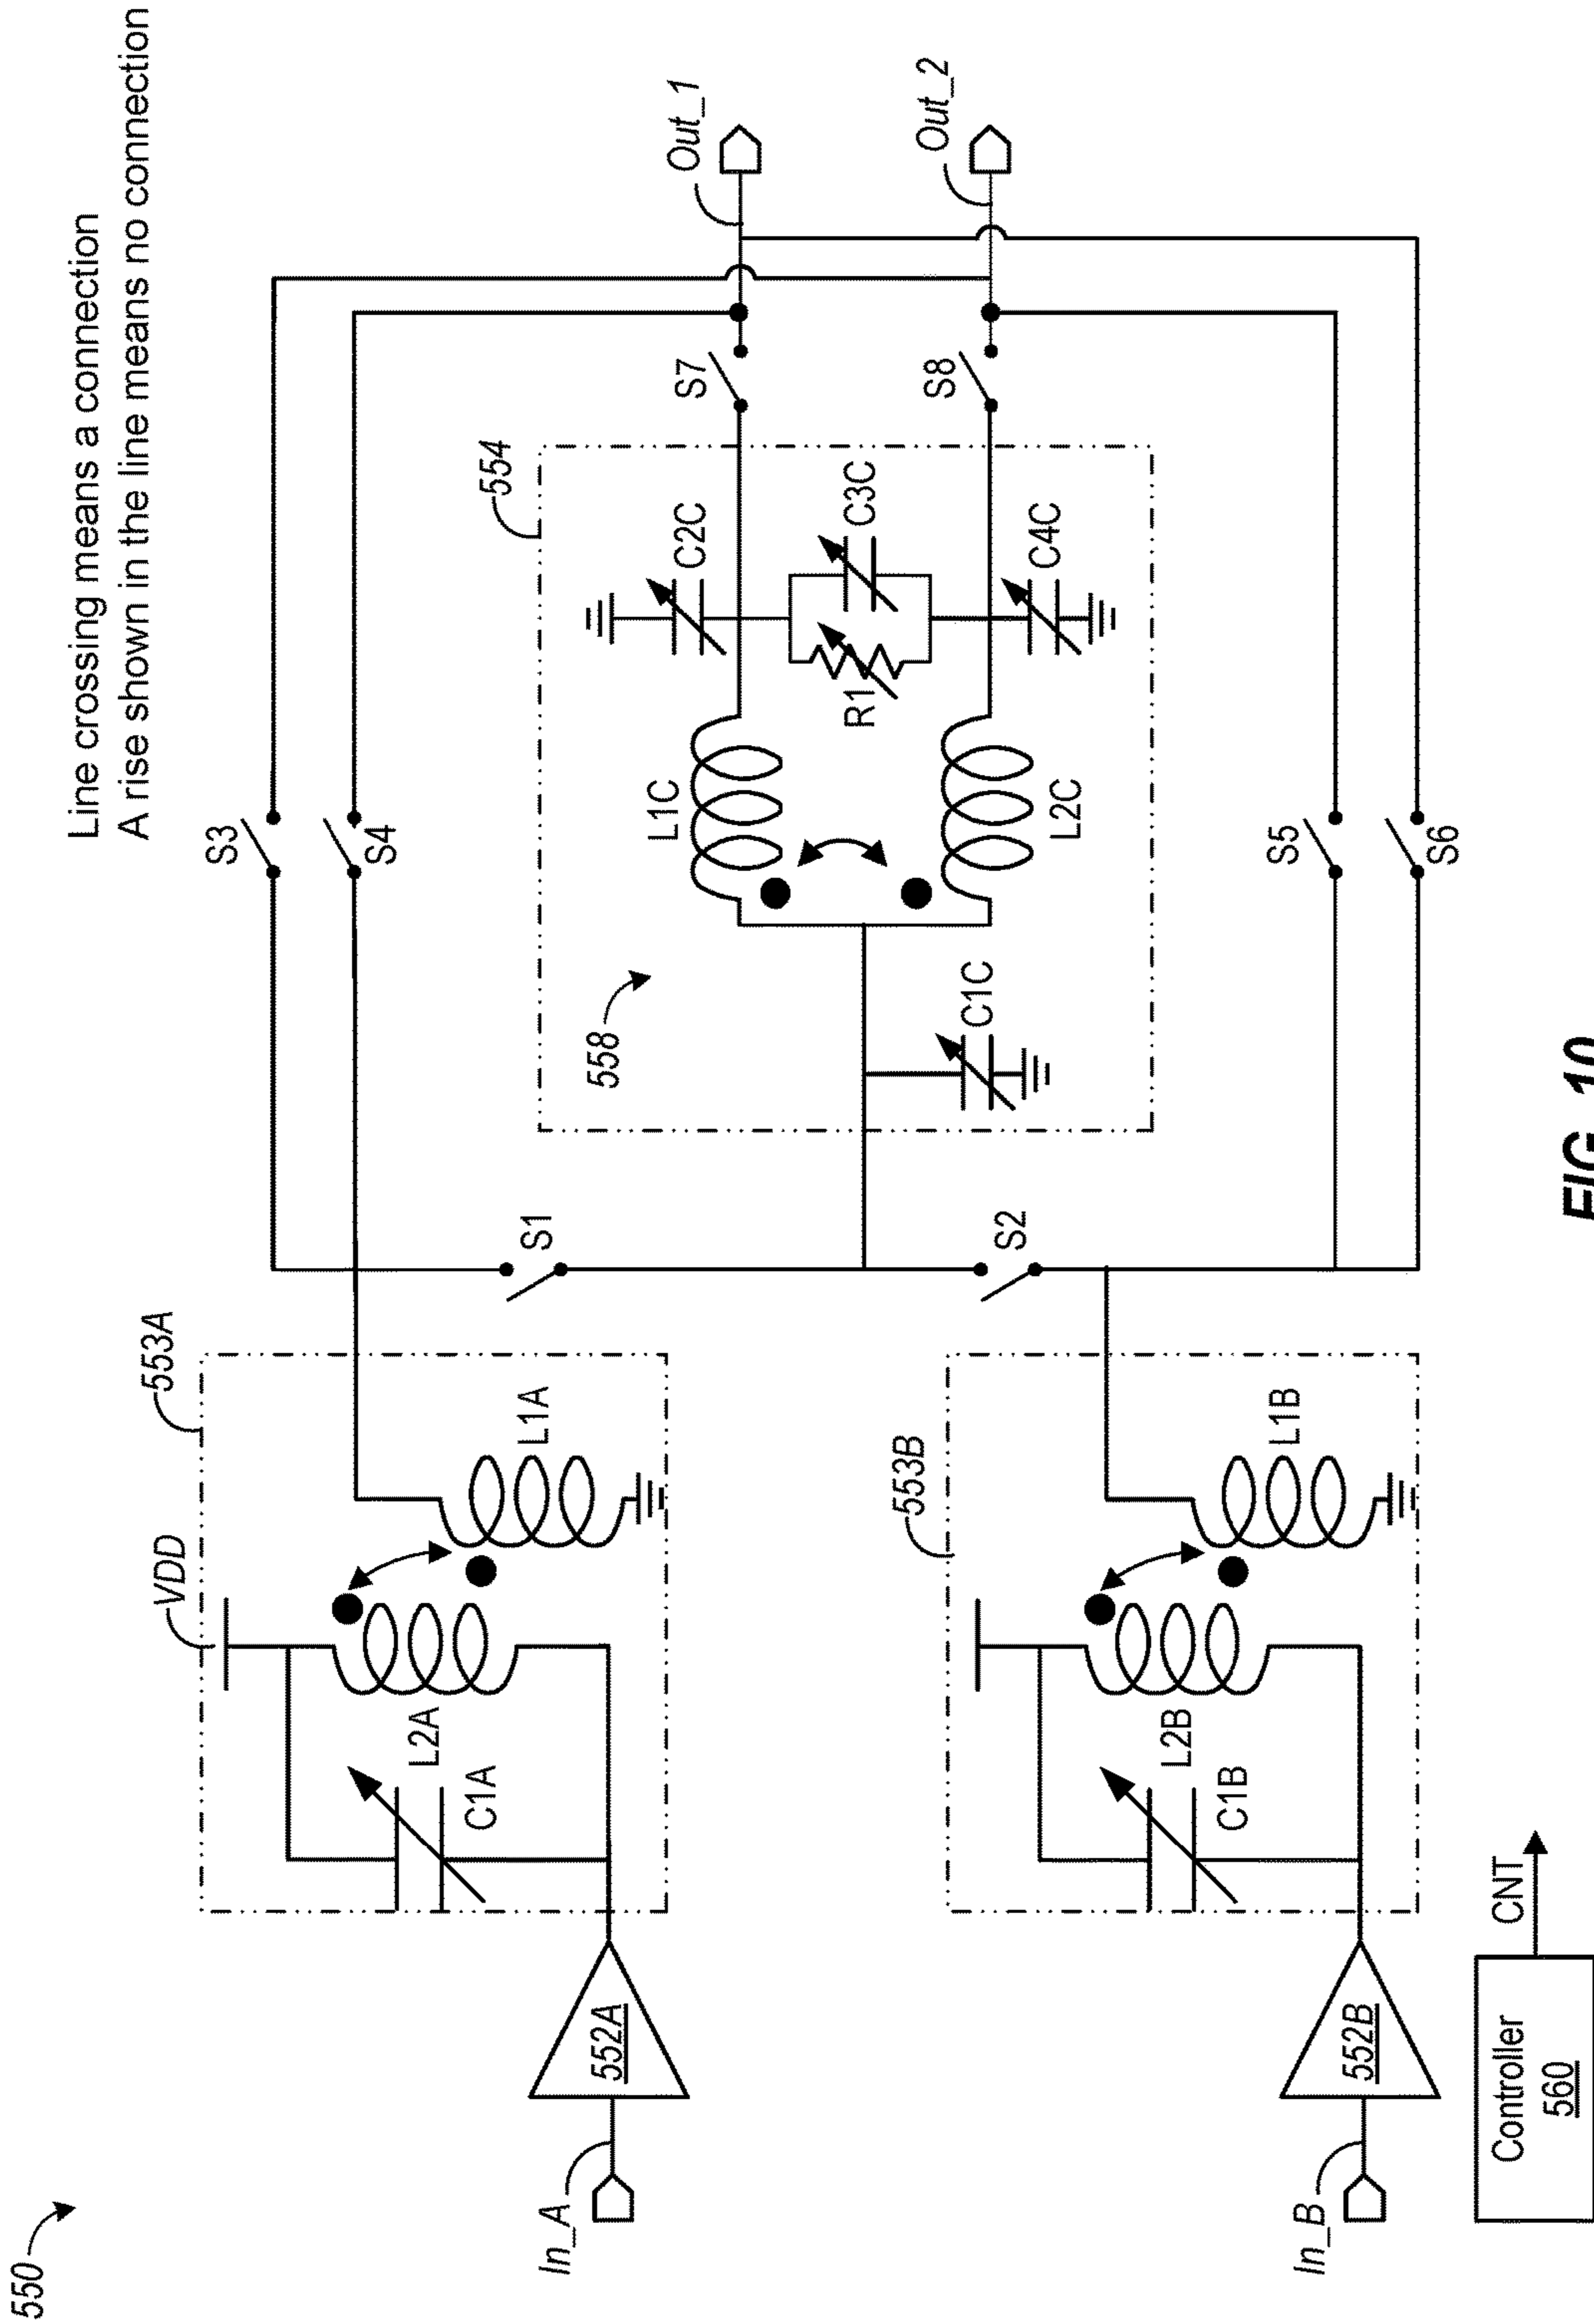 550
Line crossing means a connection
A rise shown in the line means no connection
553A
VDD
L2A
C1A
L1A
552A
In_A
S3
S4
S1
S2
554
558
L1C
L2C
C1C
C2C
R1
C3C
C4C
S7
S8
Out_1
Out_2
553B
L2B
C1B
L1B
552B
In_B
S5
S6
Controller
560
CNT
FIG. 10